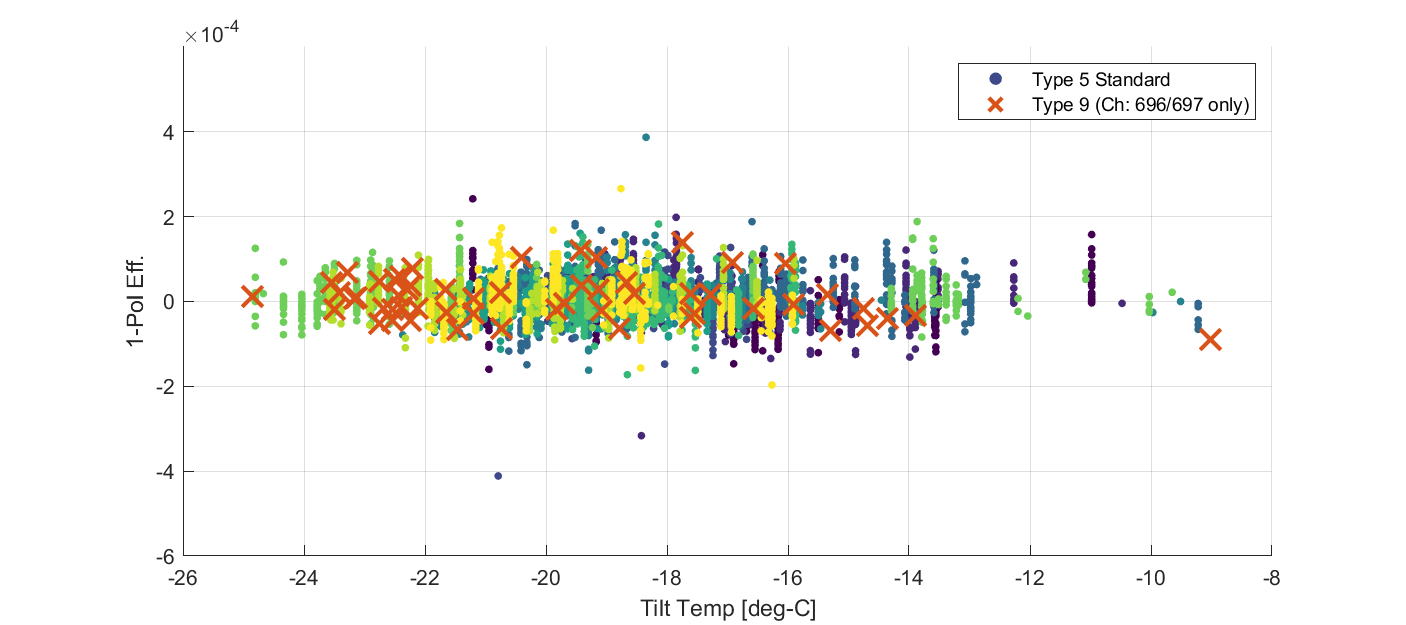 ×10^-4
4
2
0
-2
-4
-6
1-Pol Eff.
-26 -24 -22 -20 -18 -16 -14 -12 -10 -8
Tilt Temp [deg-C]
Type 5 Standard
Type 9 (Ch: 696/697 only)